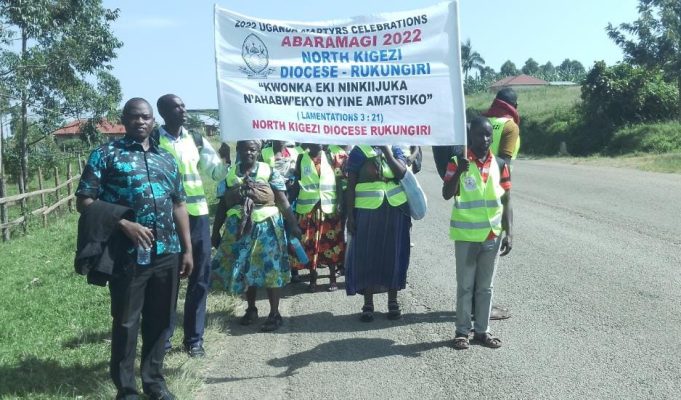 2022 UGANDA MARTYRS CELEBRATIONS
ABARAMAGI 2022
NORTH KIGEZI
DIOCESE - RUKUNGIRI
"KWONKA EKI NINKIIJUKA
N'AHABW'EKYO NYINE AMATSIKO"
( LAMENTATIONS 3 : 21 )
NORTH KIGEZI DIOCESE RUKUNGIRI